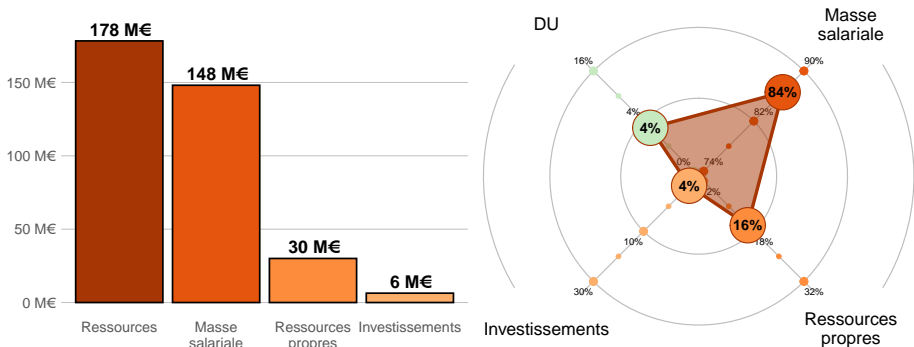 178 M€
148 M€
30 M€
6 M€
150 M€
100 M€
50 M€
0 M€
Ressources
Masse
salariale
Ressources
propres
Investissements
DU
Masse
salariale
16%
90%
84%
4%
82%
4%
0%
74%
4%
2%
16%
10%
18%
30%
32%
Investissements
Ressources
propres